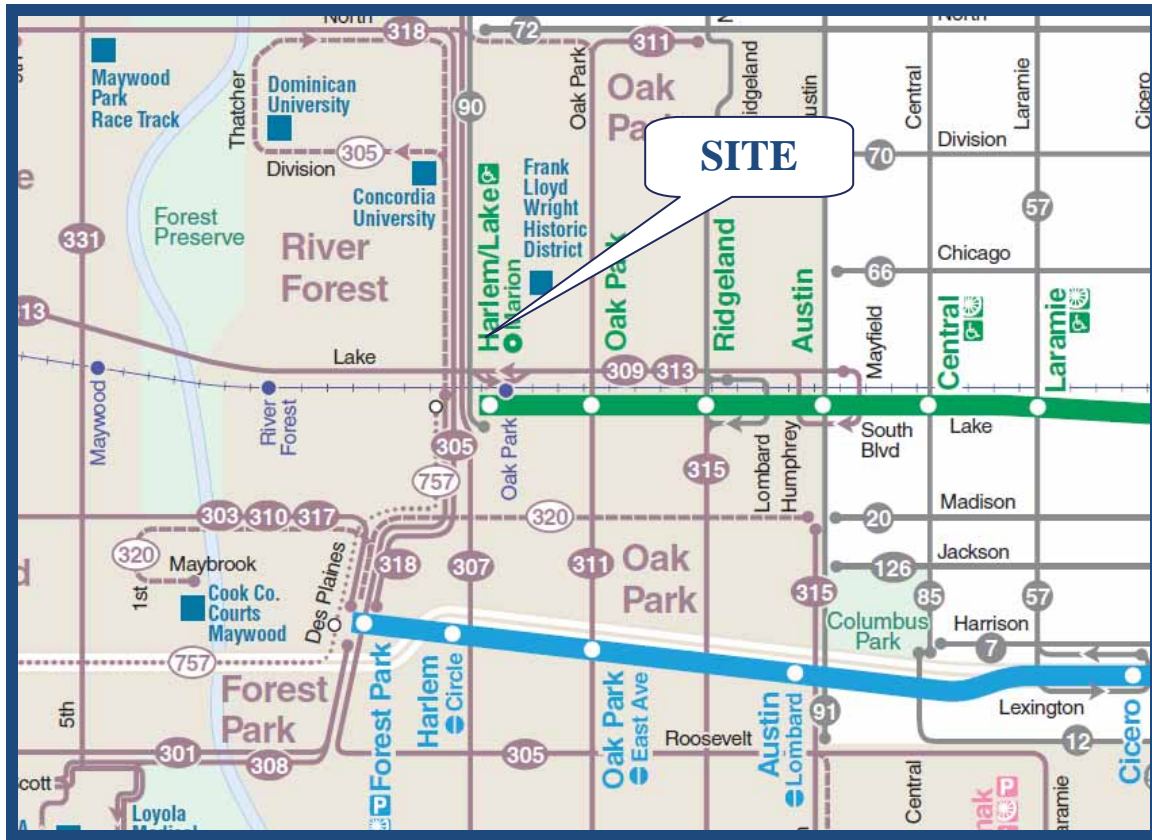 North
318
72
311
North
Maywood
Park
Race Track
Thatcher
Dominican
University
305
Division
90
Oak Park
Oak
Park
Ridgeland
Austin
Central
Laramie
Cicero
SITE
70
Division
Concordia
University
Frank
Lloyd
Wright
Historic
District
57
Forest
Preserve
331
River
Forest
Harlem/Lake
Marion
Oak Park
Ridgeland
Austin
66
Chicago
Central
Laramie
313
Lake
309
313
Mayfield
Maywood
River
Forest
305
757
Oak Park
315
Lombard
Humphrey
South
Blvd
Lake
303
310
317
320
320
Madison
20
Maybrook
1st
Cook Co.
Courts
Maywood
Des Plaines
318
307
311
Oak
Park
315
Jackson
126
Columbus
Park
85
57
Harrison
7
757
Forest
Park
5th
Forest Park
P
Harlem
Circle
Oak Park
East Ave
Austin
Lombard
91
Lexington
12
Cicero
301
308
305
Roosevelt
Central
P
Loyola